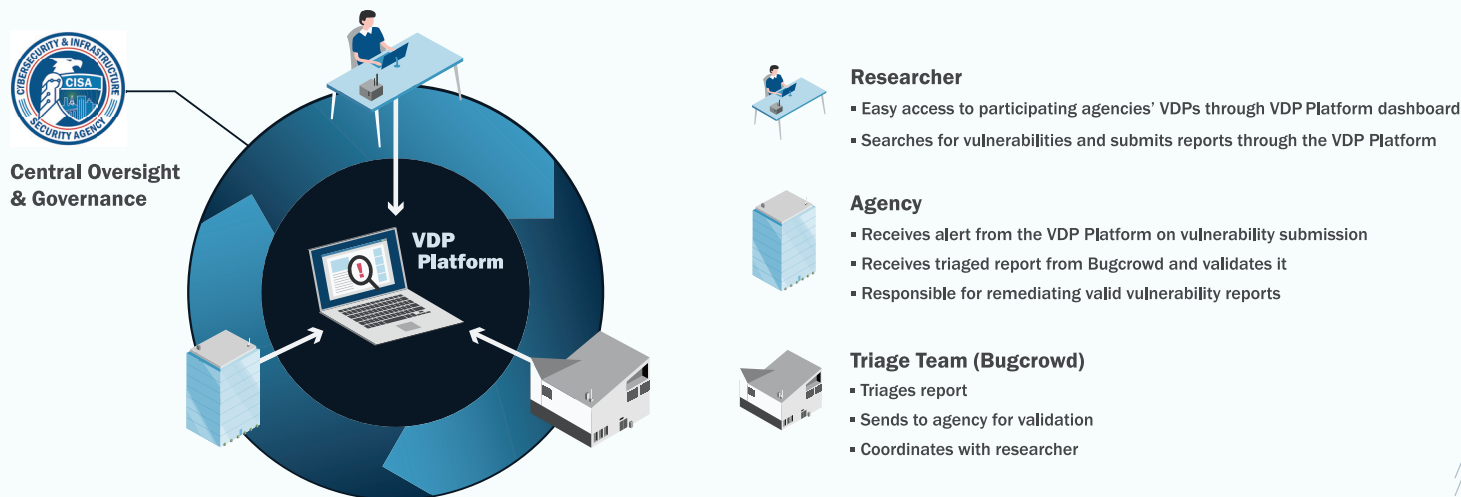 CYBERSECURITY & INFRASTRUCTURE
SECURITY AGENCY
CISA
Central Oversight
& Governance
VDP
Platform
!
Researcher
▪ Easy access to participating agencies’ VDPs through VDP Platform dashboard
▪ Searches for vulnerabilities and submits reports through the VDP Platform
Agency
▪ Receives alert from the VDP Platform on vulnerability submission
▪ Receives triaged report from Bugcrowd and validates it
▪ Responsible for remediating valid vulnerability reports
Triage Team (Bugcrowd)
▪ Triages report
▪ Sends to agency for validation
▪ Coordinates with researcher